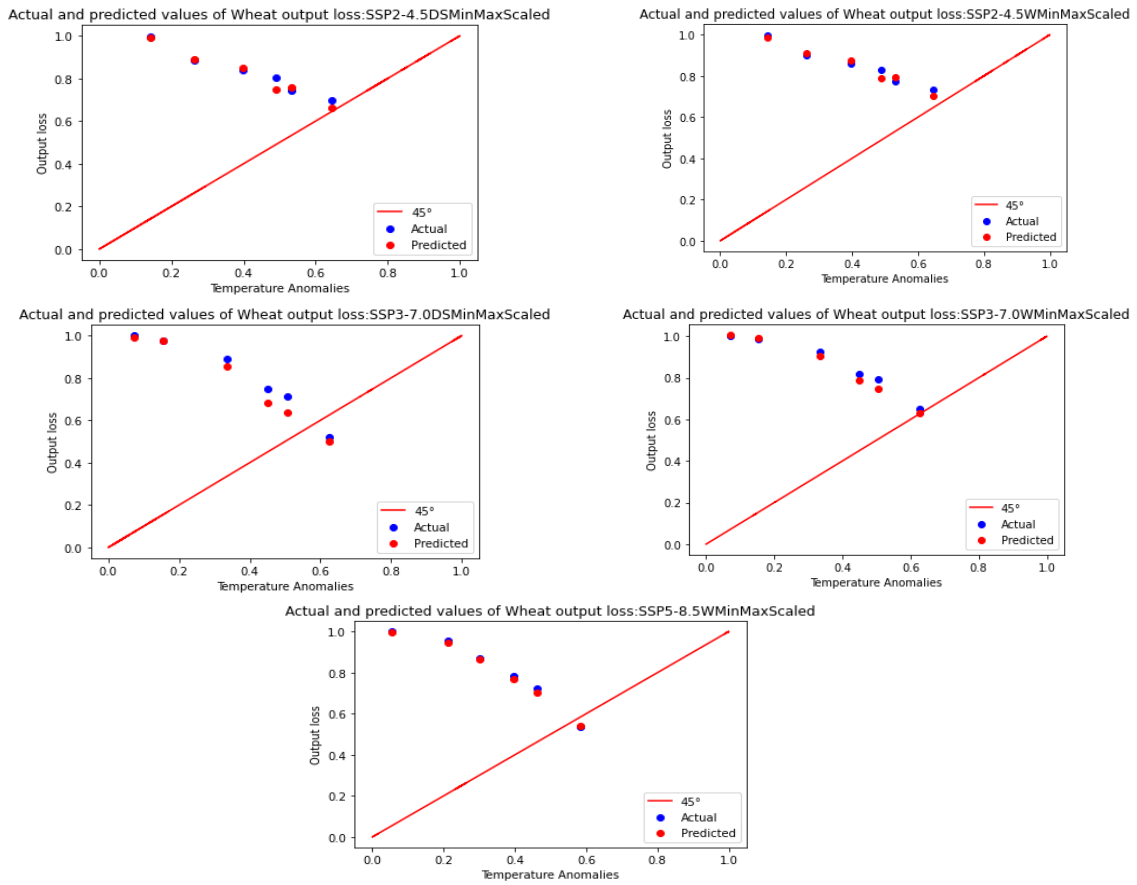 Actual and predicted values of Wheat output loss:SSP2-4.5DSMinMaxScaled
1.0
0.8
0.6
0.4
0.2
0.0
Output loss
45°
Actual
Predicted
0.0 0.2 0.4 0.6 0.8 1.0
Temperature Anomalies
Actual and predicted values of Wheat output loss:SSP2-4.5WMinMaxScaled
1.0
0.8
0.6
0.4
0.2
0.0
Output loss
45°
Actual
Predicted
0.0 0.2 0.4 0.6 0.8 1.0
Temperature Anomalies
Actual and predicted values of Wheat output loss:SSP3-7.0DSMinMaxScaled
1.0
0.8
0.6
0.4
0.2
0.0
Output loss
45°
Actual
Predicted
0.0 0.2 0.4 0.6 0.8 1.0
Temperature Anomalies
Actual and predicted values of Wheat output loss:SSP3-7.0WMinMaxScaled
1.0
0.8
0.6
0.4
0.2
0.0
Output loss
45°
Actual
Predicted
0.0 0.2 0.4 0.6 0.8 1.0
Temperature Anomalies
Actual and predicted values of Wheat output loss:SSP5-8.5WMinMaxScaled
1.0
0.8
0.6
0.4
0.2
0.0
Output loss
45°
Actual
Predicted
0.0 0.2 0.4 0.6 0.8 1.0
Temperature Anomalies